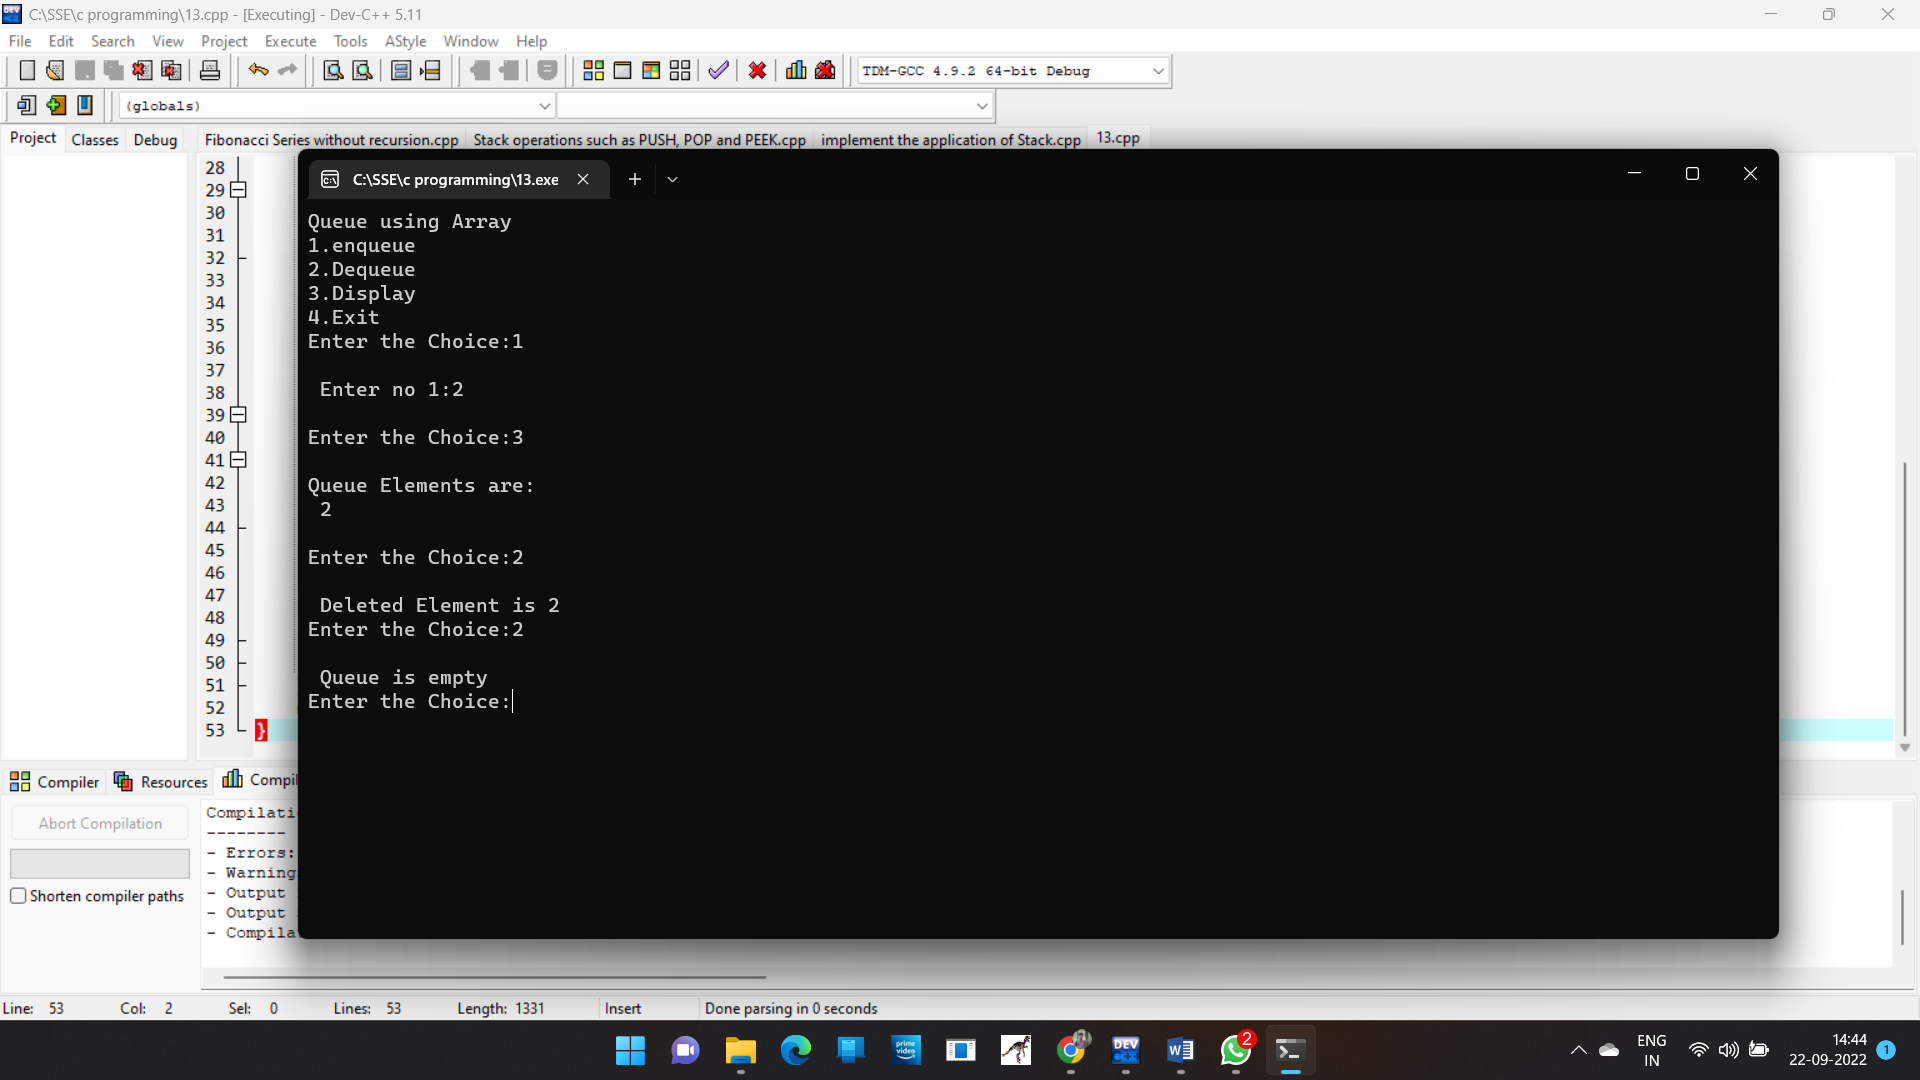 C:\SSE\c programming\13.cpp - [Executing] - Dev-C++ 5.11
File Edit Search View Project Execute Tools AStyle Window Help
TDM-GCC 4.9.2 64-bit Debug
(globals)
Project Classes Debug
Fibonacci Series without recursion.cpp Stack operations such as PUSH, POP and PEEK.cpp implement the application of Stack.cpp 13.cpp
C:\SSE\c programming\13.exe
28
29
30
31
32
33
34
35
36
37
38
39
40
41
42
43
44
45
46
47
48
49
50
51
52
53 }
Queue using Array
1.enqueue
2.Dequeue
3.Display
4.Exit
Enter the Choice:1
Enter no 1:2
Enter the Choice:3
Queue Elements are:
2
Enter the Choice:2
Deleted Element is 2
Enter the Choice:2
Queue is empty
Enter the Choice:
Compiler Resources Compil
Abort Compilation
Shorten compiler paths
Compilati
--------
- Errors:
- Warning
- Output
- Output
- Compila
Line: 53 Col: 2 Sel: 0 Lines: 53 Length: 1331 Insert Done parsing in 0 seconds
prime video
DEV
W
2
ENG
IN
14:44
22-09-2022
1